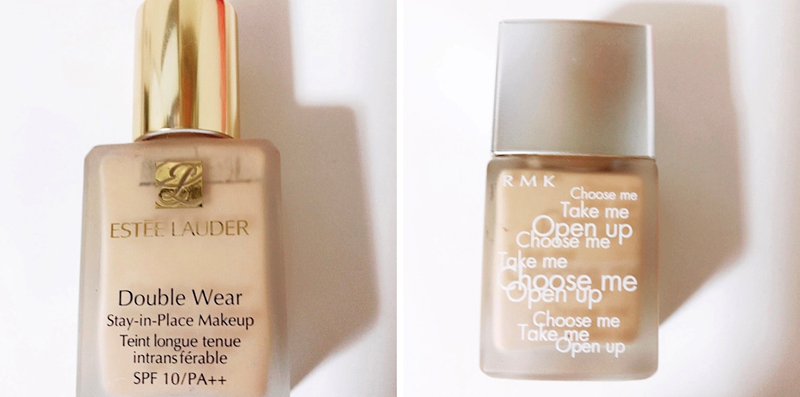 ESTĒE LAUDER
Double Wear
Stay-in-Place Makeup
Teint longue tenue
intransférable
SPF 10/PA++
RMK
Choose me
Take me
Open up
Choose me
Take me
Choose me
Open up
Choose me
Take me
Open up